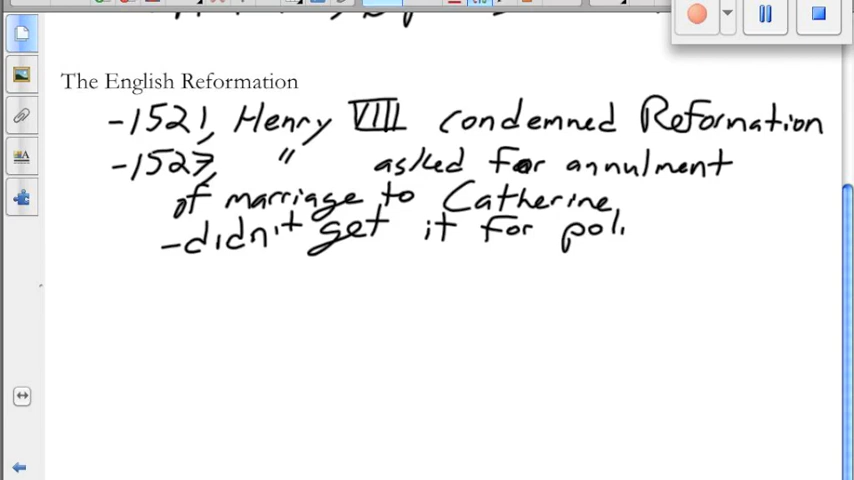 The English Reformation
-1521, Henry VIII condemned Reformation
-1527, " asked for annulment
of marriage to Catherine
-didn't get it for poli